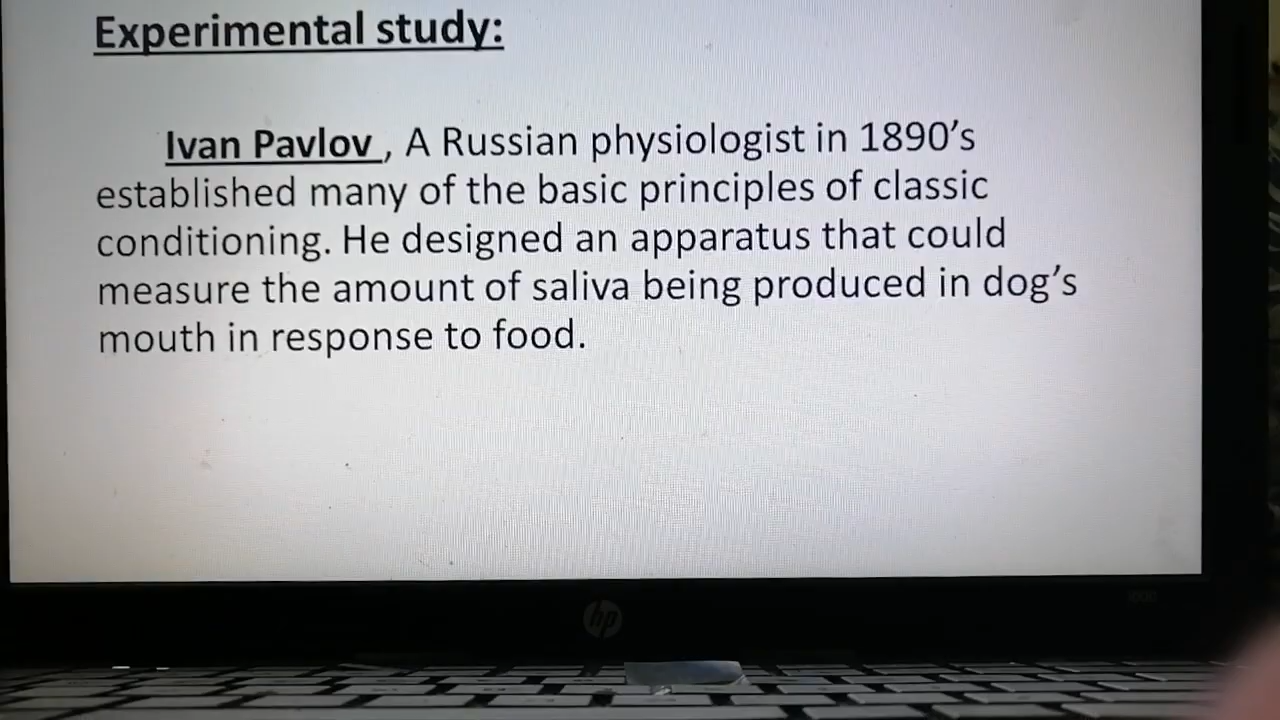 Experimental study:
Ivan Pavlov , A Russian physiologist in 1890’s
established many of the basic principles of classic
conditioning. He designed an apparatus that could
measure the amount of saliva being produced in dog’s
mouth in response to food.
hp